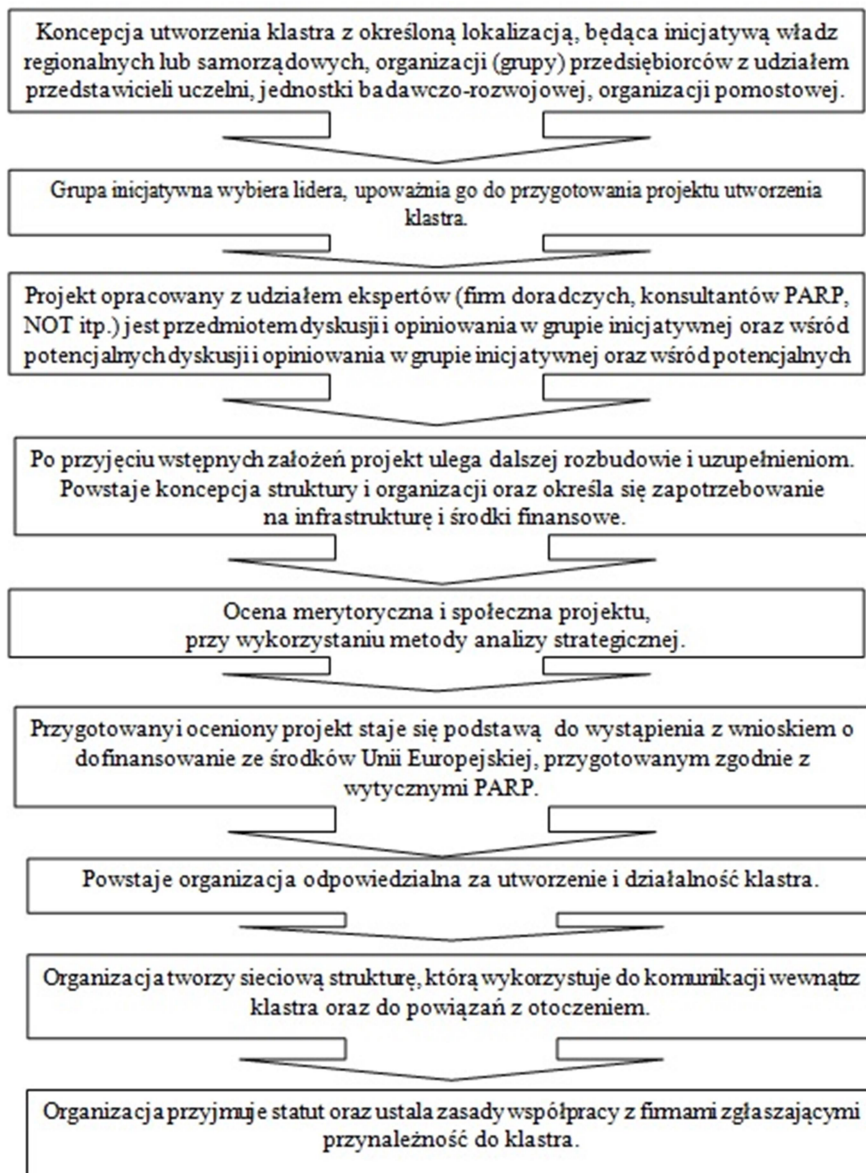 Koncepcja utworzenia klastra z określoną lokalizacją, będąca inicjatywą władz
regionalnych lub samorządowych, organizacji (grupy) przedsiębiorców z udziałem
przedstawicieli uczelni, jednostki badawczo-rozwojowej, organizacji pomostowej.
Grupa inicjatywna wybiera lidera, upoważnia go do przygotowania projektu utworzenia
klastra.
Projekt opracowany z udziałem ekspertów (firm doradczych, konsultantów PARP,
NOT itp.) jest przedmiotem dyskusji i opiniowania w grupie inicjatywnej oraz wśród
potencjalnych dyskusji i opiniowania w grupie inicjatywnej oraz wśród potencjalnych
Po przyjęciu wstępnych założeń projekt ulega dalszej rozbudowie i uzupełnieniom.
Powstaje koncepcja struktury i organizacji oraz określa się zapotrzebowanie
na infrastrukturę i środki finansowe.
Ocena merytoryczna i społeczna projektu,
przy wykorzystaniu metody analizy strategicznej.
Przygotowany i oceniony projekt staje się podstawą do wystąpienia z wnioskiem o
dofinansowanie ze środków Unii Europejskiej, przygotowanym zgodnie z
wytycznymi PARP.
Powstaje organizacja odpowiedzialna za utworzenie i działalność klastra.
Organizacja tworzy sieciową strukturę, którą wykorzystuje do komunikacji wewnątrz
klastra oraz do powiązań z otoczeniem.
Organizacja przyjmuje statut oraz ustala zasady współpracy z firmami zgłaszającymi
przynależność do klastra.